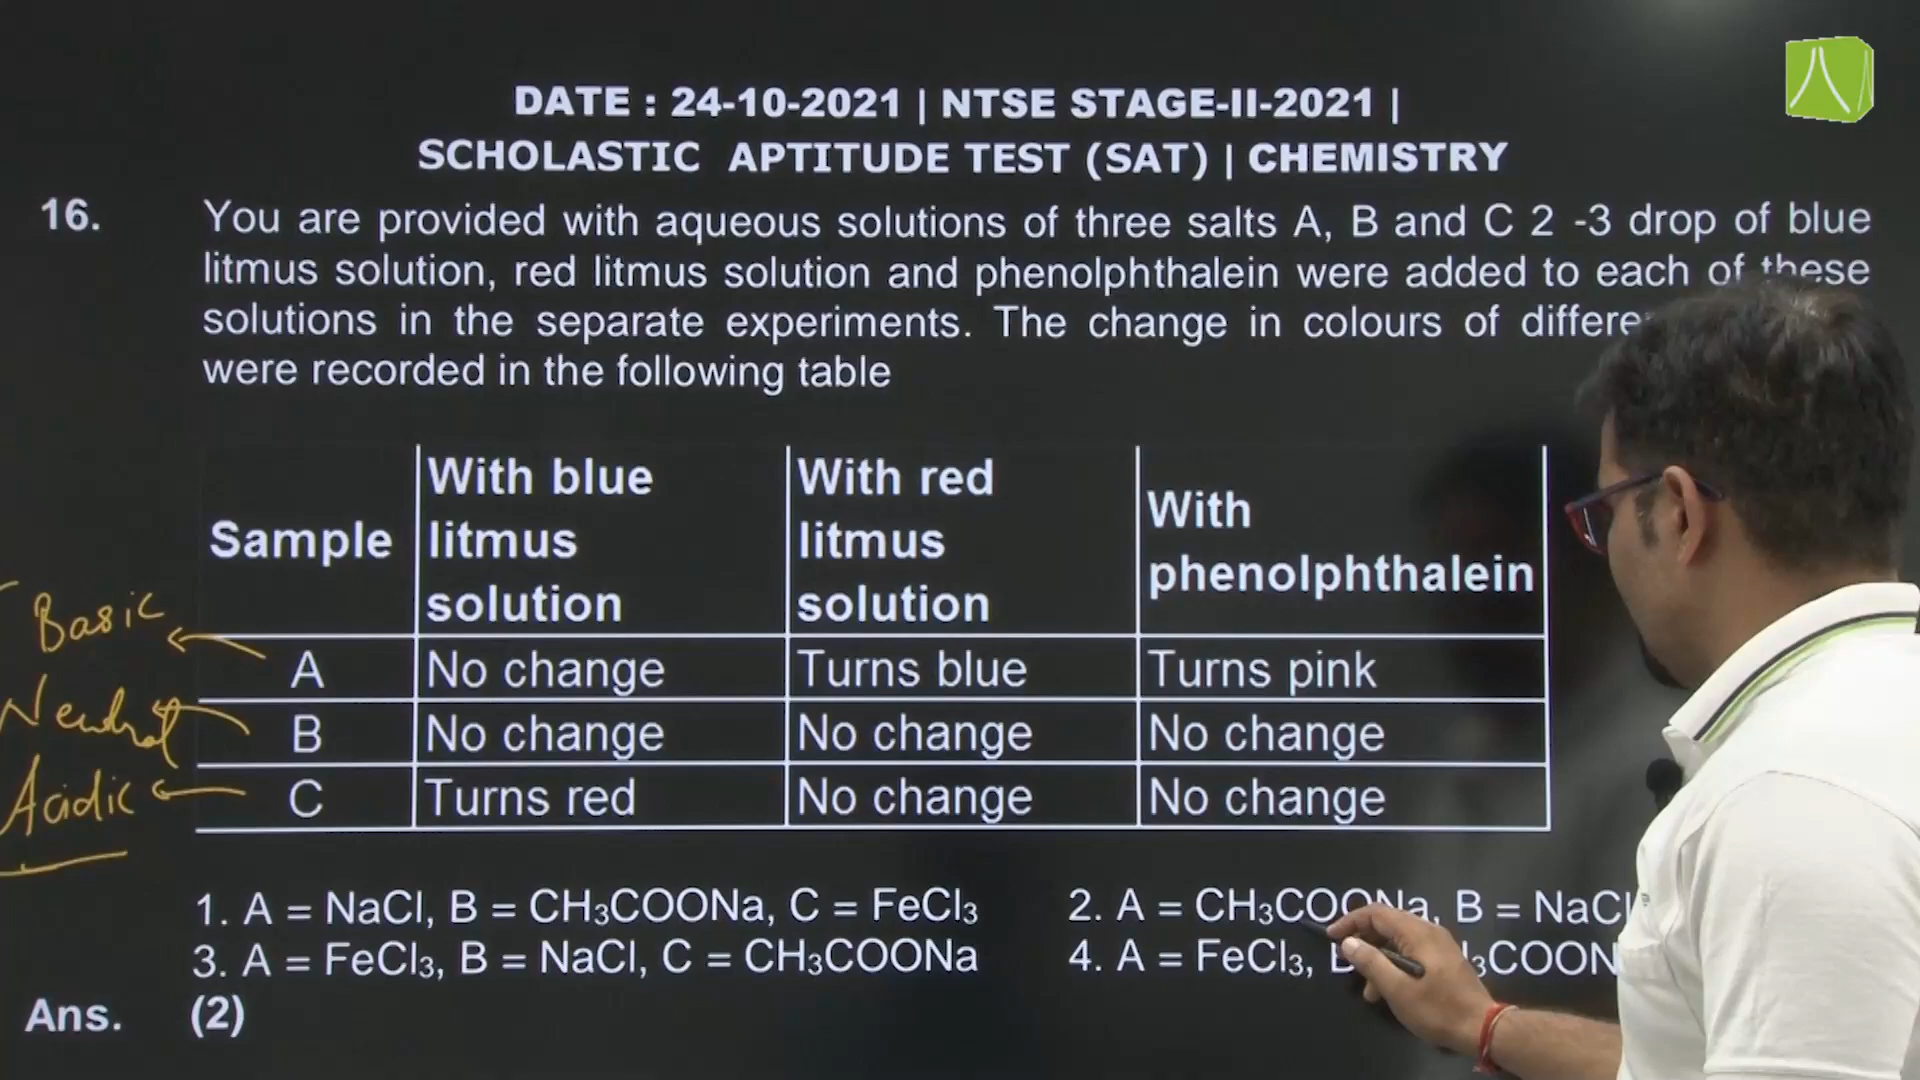 DATE : 24-10-2021 | NTSE STAGE-II-2021 |
SCHOLASTIC APTITUDE TEST (SAT) | CHEMISTRY
16. You are provided with aqueous solutions of three salts A, B and C 2 -3 drop of blue
litmus solution, red litmus solution and phenolphthalein were added to each of these
solutions in the separate experiments. The change in colours of
were recorded in the following table
Sample | With blue litmus solution | With red litmus solution | With phenolphthalein
Basic A No change Turns blue Turns pink
Neutral B No change No change No change
Acidic C Turns red No change No change
1. A = NaCl, B = CH₃COONa, C = FeCl₃ 2. A = CH₃COONa, B = NaCl
3. A = FeCl₃, B = NaCl, C = CH₃COONa 4. A = FeCl₃,
Ans. (2)